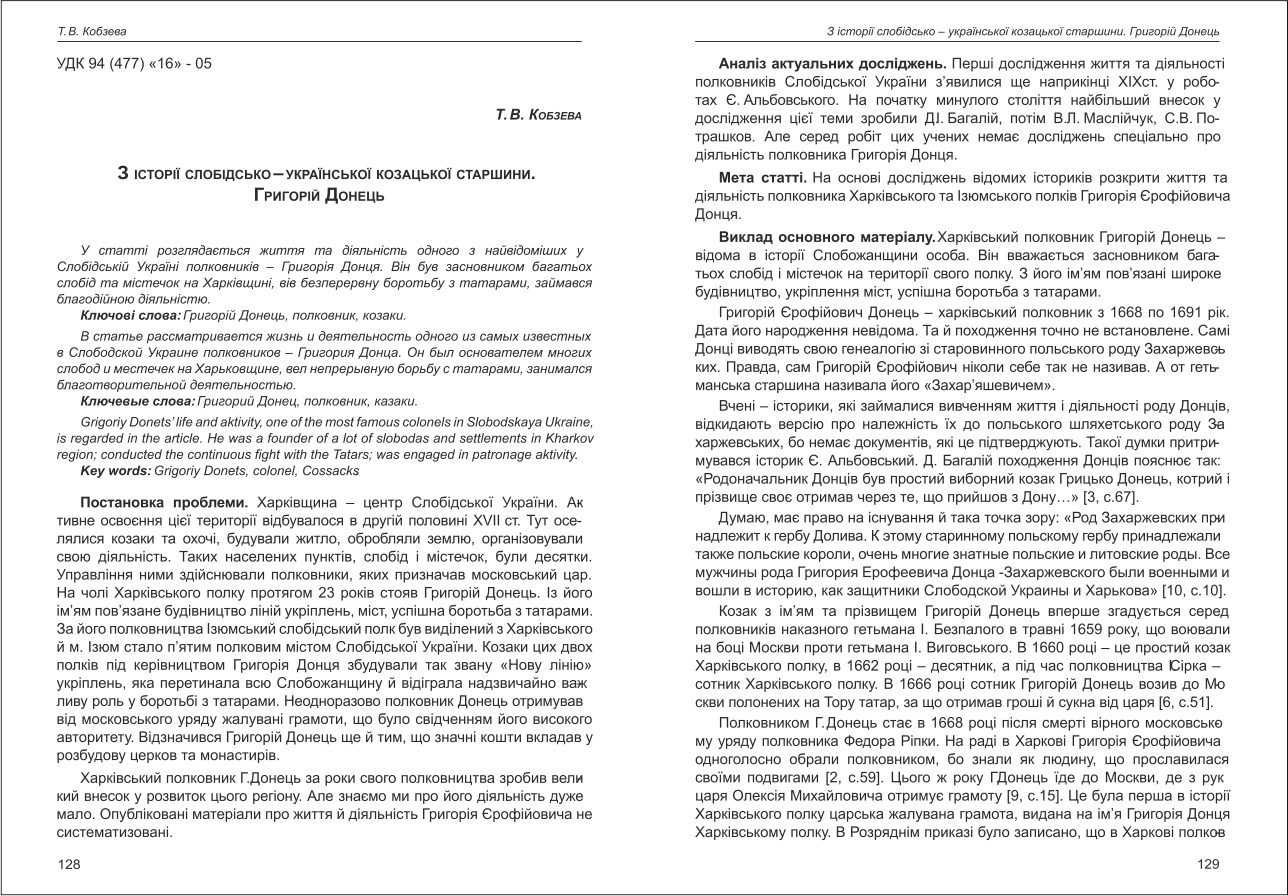 Т. В. Кобзева
УДК 94 (477) «16» - 05
Т. В. Кобзева
З історії слобідсько – української козацької старшини.
Григорій Донець
У статті розглядається життя та діяльність одного з найвідоміших у
Слобідській Україні полковників – Григорія Донця. Він був засновником багатьох
слобід та містечок на Харківщині, вів безперервну боротьбу з татарами, займався
благодійною діяльністю.
Ключові слова: Григорій Донець, полковник, козаки.
В статье рассматривается жизнь и деятельность одного из самых известных
в Слободской Украине полковников – Григория Донца. Он был основателем многих
слобод и местечек на Харьковщине, вел непрерывную борьбу с татарами, занимался
благотворительной деятельностью.
Ключевые слова: Григорий Донец, полковник, казаки.
Grigoriy Donets' life and aktivity, one of the most famous colonels in Slobodskaya Ukraine,
is regarded in the article. He was a founder of a lot of slobodas and settlements in Kharkov
region; conducted the continuous fight with the Tatars; was engaged in patronage aktivity.
Key words: Grigoriy Donets, colonel, Cossacks
Постановка проблеми. Харківщина – центр Слобідської України. Ак-
тивне освоєння цієї території відбувалося в другій половині XVII ст. Тут осе-
лялися козаки та охочі, будували житло, обробляли землю, організовували
свою діяльність. Таких населених пунктів, слобід і містечок, були десятки.
Управління ними здійснювали полковники, яких призначав московський цар.
На чолі Харківського полку протягом 23 років стояв Григорій Донець. Із його
ім'ям пов'язане будівництво ліній укріплень, міст, успішна боротьба з татарами.
За його полковництва Ізюмський слобідський полк був виділений з Харківського
й м. Ізюм стало п'ятим полковим містом Слобідської України. Козаки цих двох
полків під керівництвом Григорія Донця збудували так звану «Нову лінію»
укріплень, яка перетинала всю Слобожанщину й відіграла надзвичайно важ-
ливу роль у боротьбі з татарами. Неодноразово полковник Донець отримував
від московського уряду жалувані грамоти, що було свідченням його високого
авторитету. Відзначився Григорій Донець ще й тим, що значні кошти вкладав у
розбудову церков та монастирів.
Харківський полковник Г.Донець за роки свого полковництва зробив вели-
кий внесок у розвиток цього регіону. Але знаємо ми про його діяльність дуже
мало. Опубліковані матеріали про життя й діяльність Григорія Єрофійовича не
систематизовані.
128
З історії слобідсько – української козацької старшини. Григорій Донець
Аналіз актуальних досліджень. Перші дослідження життя та діяльності
полковників Слобідської України з'явилися ще наприкінці XIXст. у робо-
тах Є. Альбовського. На початку минулого століття найбільший внесок у
дослідження цієї теми зробили Д.І. Багалій, потім В.Л. Маслійчук, С.В. По-
трашков. Але серед робіт цих учених немає досліджень спеціально про
діяльність полковника Григорія Донця.
Мета статті. На основі досліджень відомих істориків розкрити життя та
діяльність полковника Харківського та Ізюмського полків Григорія Єрофійовича
Донця.
Виклад основного матеріалу. Харківський полковник Григорій Донець –
відома в історії Слобожанщини особа. Він вважається засновником бага-
тьох слобід і містечок на території свого полку. З його ім'ям пов'язані широке
будівництво, укріплення міст, успішна боротьба з татарами.
Григорій Єрофійович Донець – харківський полковник з 1668 по 1691 рік.
Дата його народження невідома. Та й походження точно не встановлене. Самі
Донці виводять свою генеалогію зі старовинного польського роду Захаржевсь-
ких. Правда, сам Григорій Єрофійович ніколи себе так не називав. А от геть-
манська старшина називала його «Захар'яшевичем».
Вчені – історики, які займалися вивченням життя і діяльності роду Донців,
відкидають версію про належність їх до польського шляхетського роду За-
харжевських, бо немає документів, які це підтверджують. Такої думки притри-
мувався історик Є. Альбовський. Д. Багалій походження Донців пояснює так:
«Родоначальник Донців був простий виборний козак Грицько Донець, котрий і
прізвище своє отримав через те, що прийшов з Дону…» [3, с.67].
Думаю, має право на існування й така точка зору: «Род Захаржевских при-
надлежит к гербу Долива. К этому старинному польскому гербу принадлежали
также польские короли, очень многие знатные польские и литовские роды. Все
мужчины рода Григория Ерофеевича Донца -Захаржевского были военными и
вошли в историю, как защитники Слободской Украины и Харькова» [10, с.10].
Козак з ім'ям та прізвищем Григорій Донець вперше згадується серед
полковників наказного гетьмана І. Безпалого в травні 1659 року, що воювали
на боці Москви проти гетьмана І. Виговського. В 1660 році – це простий козак
Харківського полку, в 1662 році – десятник, а під час полковництва І.Сірка –
сотник Харківського полку. В 1666 році сотник Григорій Донець возив до Мо-
скви полонених на Тору татар, за що отримав гроші й сукна від царя [6, с.51].
Полковником Г. Донець стає в 1668 році після смерті вірного московсько-
му уряду полковника Федора Ріпки. На раді в Харкові Григорія Єрофійовича
одноголосно обрали полковником, бо знали як людину, що прославилася
своїми подвигами [2, с.59]. Цього ж року Г.Донець їде до Москви, де з рук
царя Олексія Михайловича отримує грамоту [9, с.15]. Це була перша в історії
Харківського полку царська жалувана грамота, видана на ім'я Григорія Донця
Харківському полку. В Розряднім приказі було записано, що в Харкові полков-
129